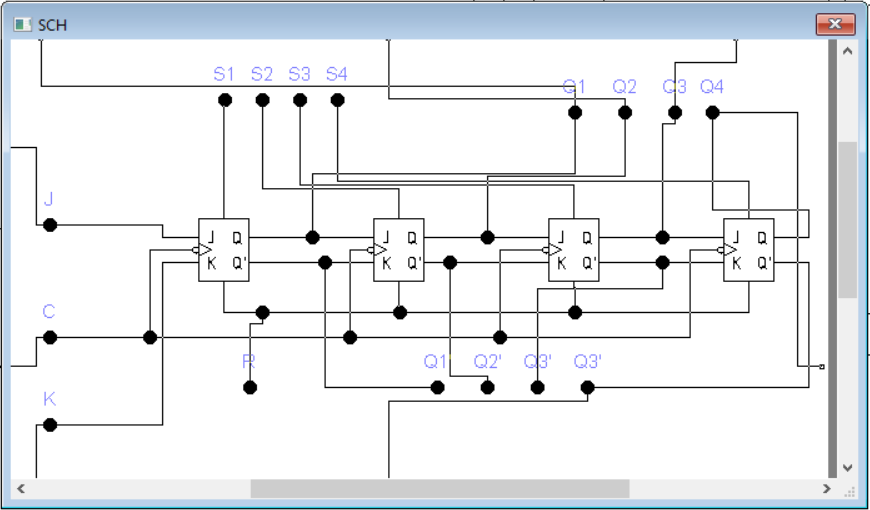 SCH
S1 S2 S3 S4
Q1 Q2 Q3 Q4
J
J Q J Q J Q J Q
K Q' K Q' K Q' K Q'
C
R Q1' Q2' Q3' Q3'
K